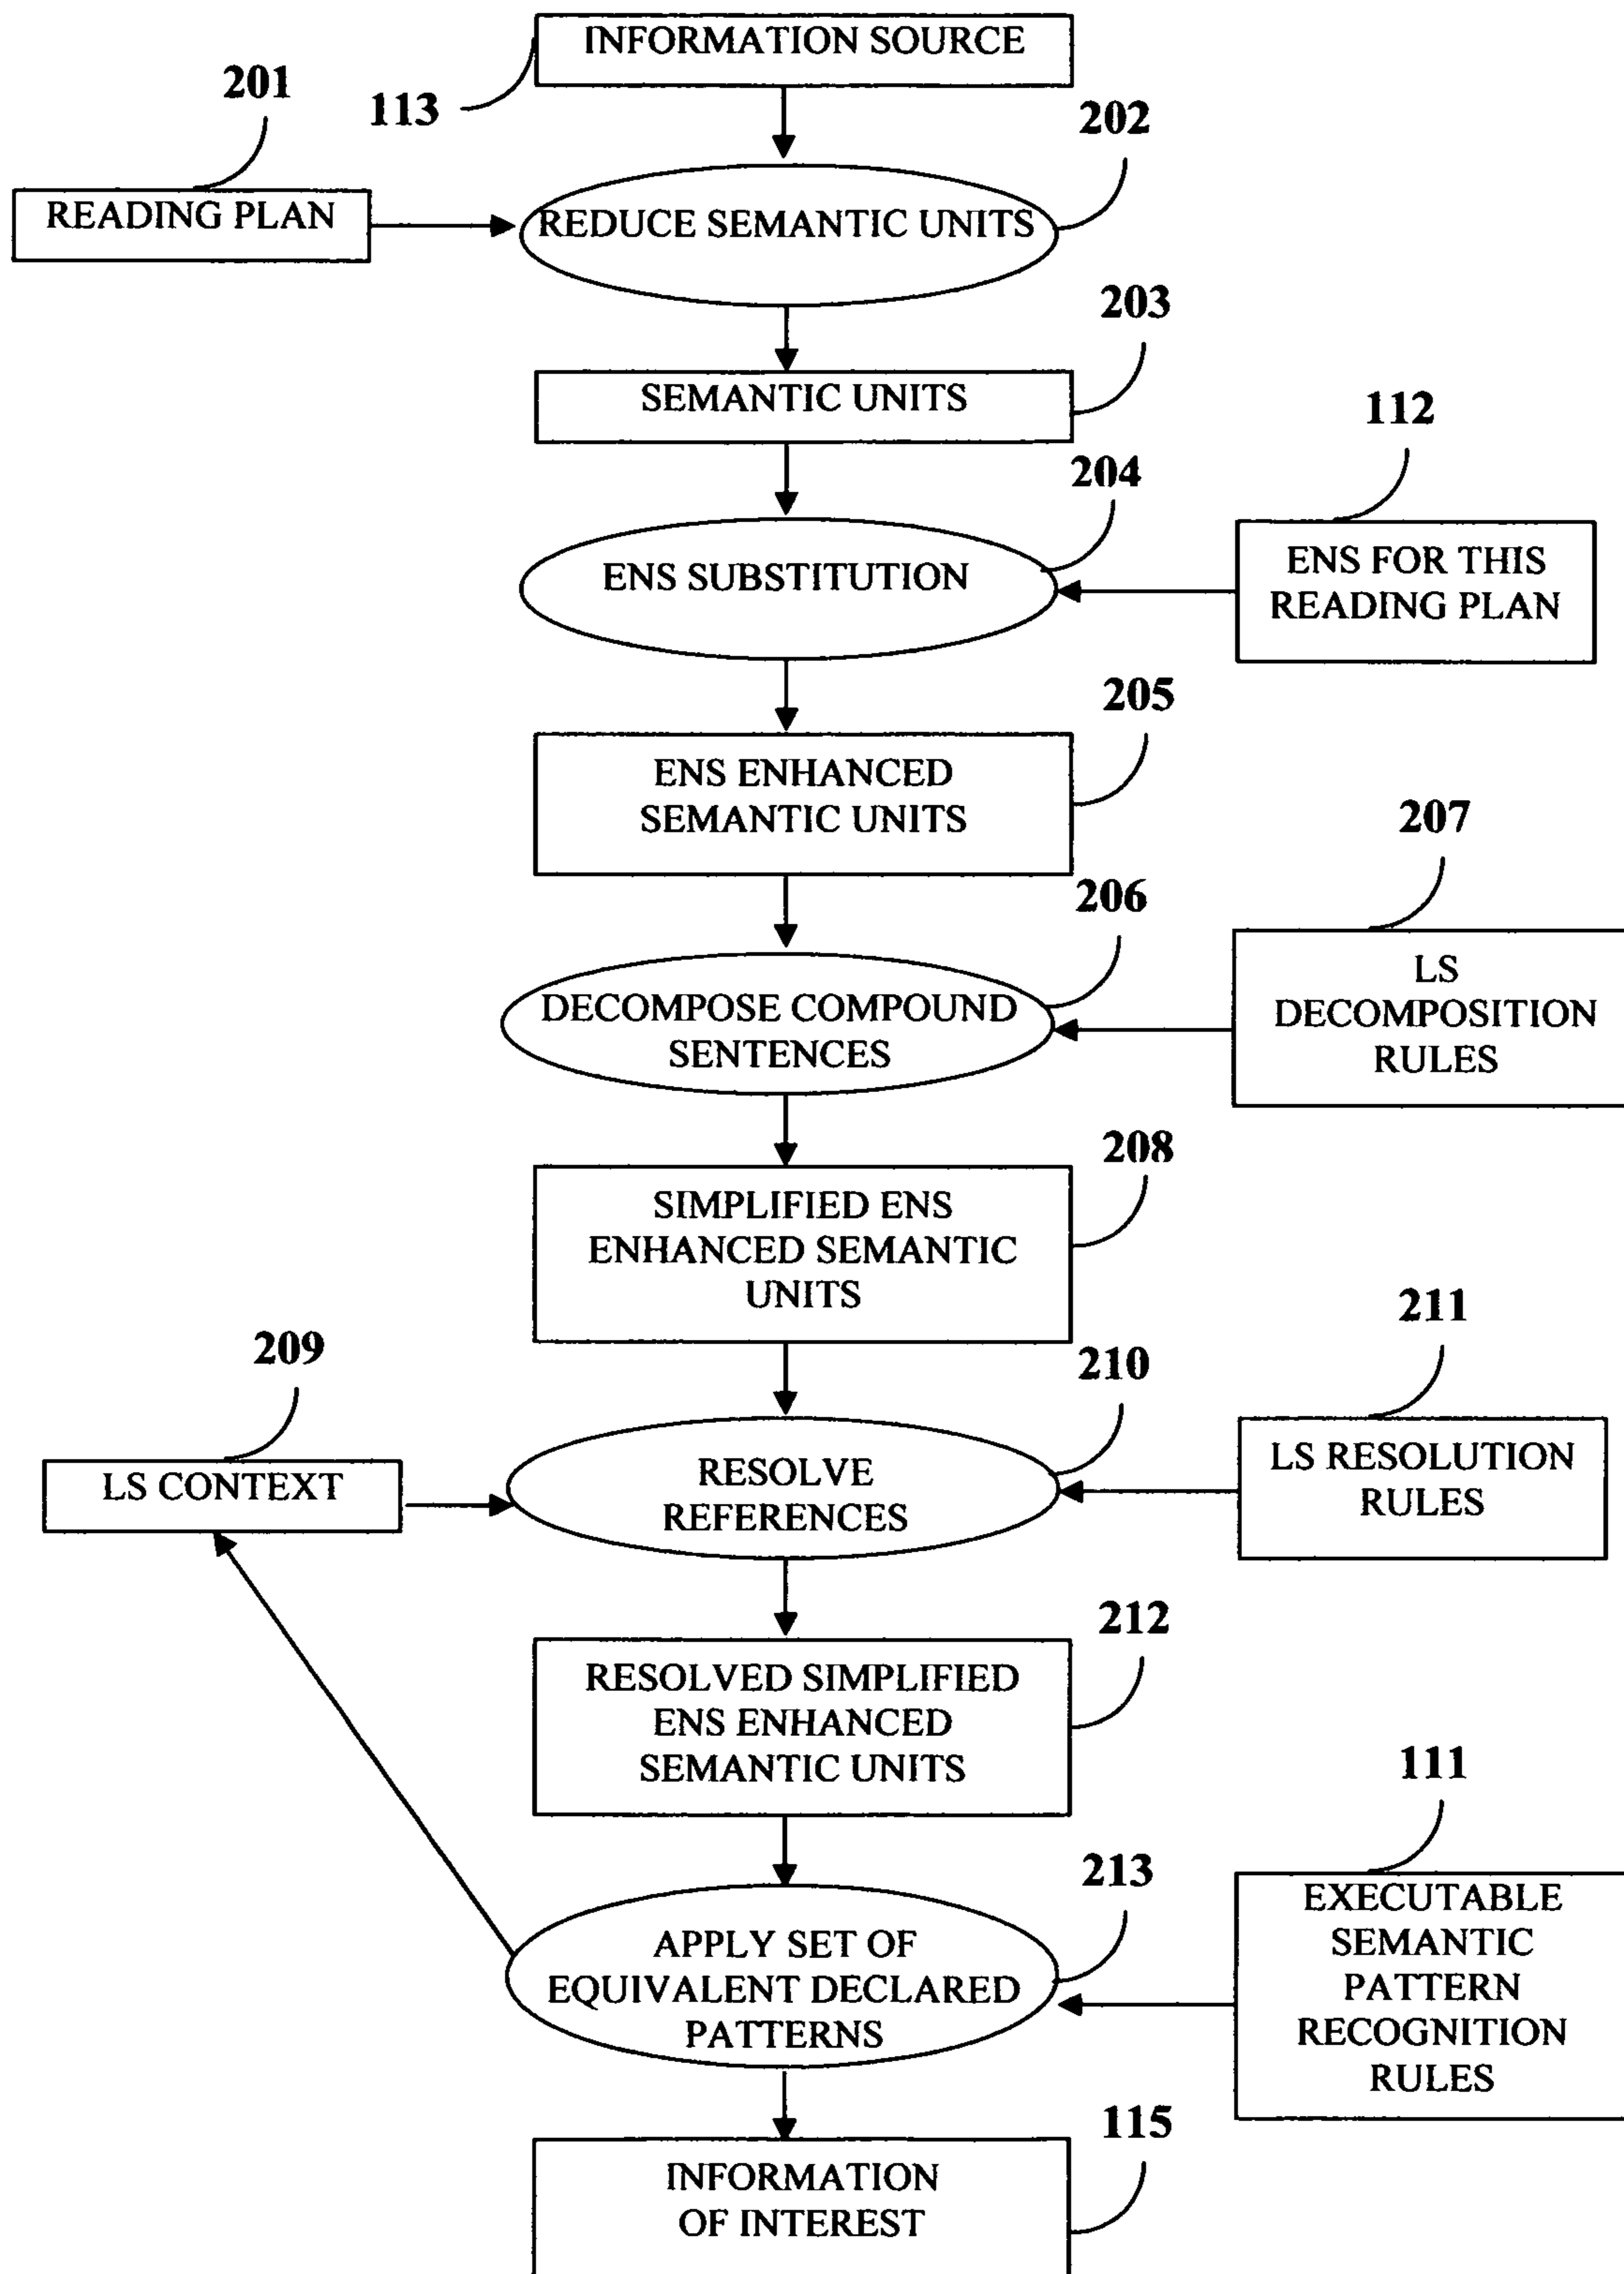 INFORMATION SOURCE
201
113
202
READING PLAN
REDUCE SEMANTIC UNITS
203
SEMANTIC UNITS
112
204
ENS SUBSTITUTION
ENS FOR THIS
READING PLAN
205
ENS ENHANCED
SEMANTIC UNITS
207
206
DECOMPOSE COMPOUND
SENTENCES
LS
DECOMPOSITION
RULES
208
SIMPLIFIED ENS
ENHANCED SEMANTIC
UNITS
211
209
210
LS CONTEXT
RESOLVE
REFERENCES
LS RESOLUTION
RULES
212
RESOLVED SIMPLIFIED
ENS ENHANCED
SEMANTIC UNITS
111
213
APPLY SET OF
EQUIVALENT DECLARED
PATTERNS
EXECUTABLE
SEMANTIC
PATTERN
RECOGNITION
RULES
115
INFORMATION
OF INTEREST